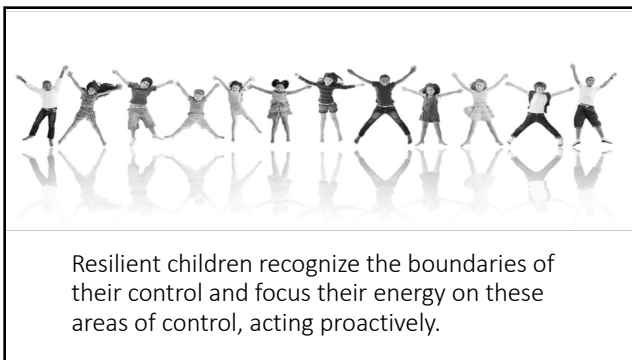 Resilient children recognize the boundaries of
their control and focus their energy on these
areas of control, acting proactively.